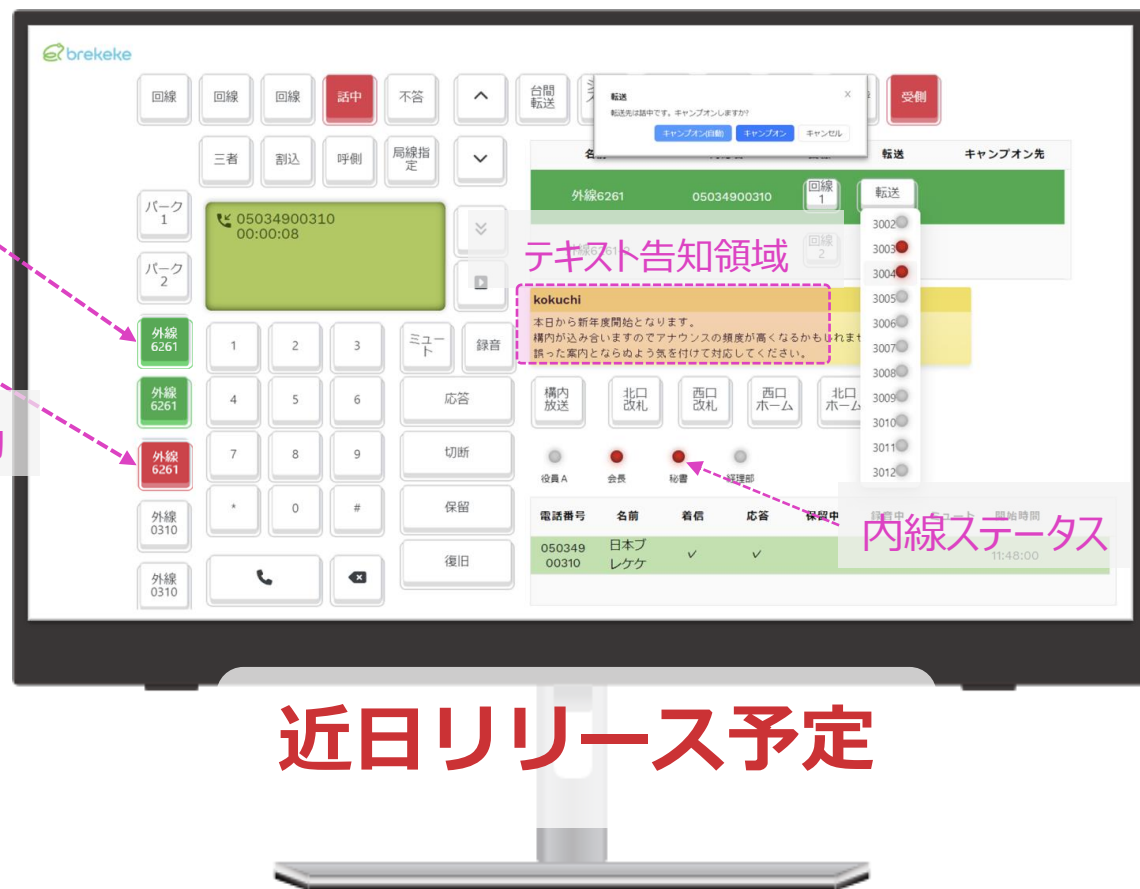 brekeke
回線
回線
回線
話中
不答
台間
転送
受側
転送
×
転送先は話中です。キャンプオンしますか?
キャンプオン(自動)
キャンプオン
キャンセル
三者
割込
呼側
局線指
定
転送
キャンプオン先
外線6261
05034900310
回線
1
転送
パーク
1
05034900310
00:00:08
回線
2
パーク
2
テキスト告知領域
kokuchi
本日から新年度開始となります。
構内が込み合いますのでアナウンスの頻度が高くなるかもしれませ
誤った案内とならぬよう気を付けて対応してください。
3002
3003
3004
3005
3006
3007
3008
3009
3010
3011
3012
外線
6261
1
2
3
ミュー
ト
録音
外線
6261
4
5
6
応答
構内
放送
北口
改札
西口
改札
西口
ホーム
北口
ホーム
外線
6261
7
8
9
切断
役員A
会長
秘書
経理部
外線
0310
*
0
#
保留
電話番号
名前
着信
応答
保留中
録音中
ミュート
開始時間
内線ステータス
050349
00310
日本ブ
レケケ
✓
✓
11:48:00
外線
0310
復旧
近日リリース予定